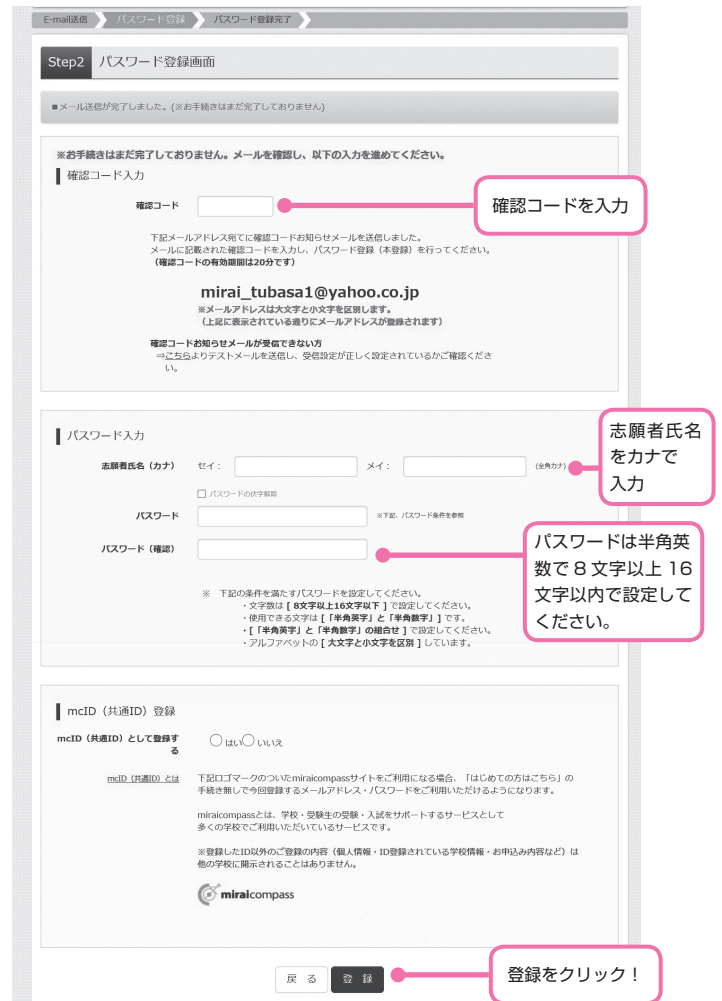 E-mail送信 パスワード登録 パスワード登録完了
Step2 パスワード登録画面
■メール送信が完了しました。(※お手続きはまだ完了しておりません)
※お手続きはまだ完了しておりません。メールを確認し、以下の入力を進めてください。
確認コード入力
確認コード
確認コードを入力
下記メールアドレス宛てに確認コードお知らせメールを送信しました。
メールに記載された確認コードを入力し、パスワード登録（本登録）を行ってください。
（確認コードの有効期間は20分です）
mirai_tubasa1@yahoo.co.jp
※メールアドレスは大文字と小文字を区別します。
（上記に表示されている通りにメールアドレスが登録されます）
確認コードお知らせメールが受信できない方
⇒こちらよりテストメールを送信し、受信設定が正しく設定されているかご確認くださ
い。
パスワード入力
志願者氏名
をカナで
入力
志願者氏名（カナ） セイ： メイ： (全角カナ)
パスワードの伏字解除
パスワード ※下記、パスワード条件を参照
パスワード（確認）
パスワードは半角英
数で 8 文字以上 16
文字以内で設定して
ください。
※ 下記の条件を満たすパスワードを設定してください。
・文字数は [ 8文字以上16文字以下 ] で設定してください。
・使用できる文字は [「半角英字」と「半角数字」] です。
・[「半角英字」と「半角数字」の組合せ ] で設定してください。
・アルファベットの [ 大文字と小文字を区別 ] しています。
mcID（共通ID）登録
mcID（共通ID）として登録す
る
はい いいえ
mcID（共通ID）とは
下記ロゴマークのついたmiraicompassサイトをご利用になる場合、「はじめての方はこちら」の
手続き無しで今回登録するメールアドレス・パスワードをご利用いただけるようになります。
miraicompassとは、学校・受験生の受験・入試をサポートするサービスとして
多くの学校でご利用いただいているサービスです。
※登録したID以外のご登録の内容（個人情報・ID登録されている学校情報・お申込み内容など）は
他の学校に開示されることはありません。
miraicompass
戻 る 登 録
登録をクリック！